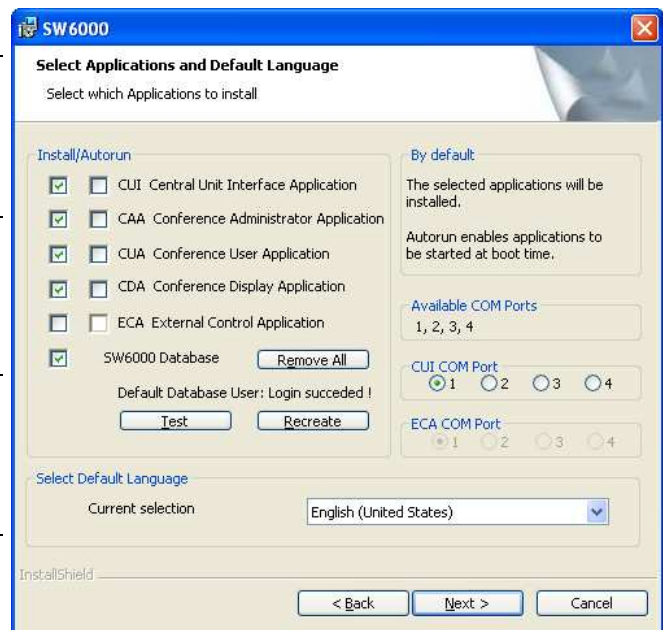 SW6000
Select Applications and Default Language
Select which Applications to install
Install/Autorun
CUI Central Unit Interface Application
CAA Conference Administrator Application
CUA Conference User Application
CDA Conference Display Application
ECA External Control Application
SW6000 Database
Remove All
Default Database User: Login succeded !
Test
Recreate
By default
The selected applications will be
installed.
Autorun enables applications to
be started at boot time.
Available COM Ports
1, 2, 3, 4
CUI COM Port
1 2 3 4
ECA COM Port
1 2 3 4
Select Default Language
Current selection
English (United States)
InstallShield
< Back
Next >
Cancel